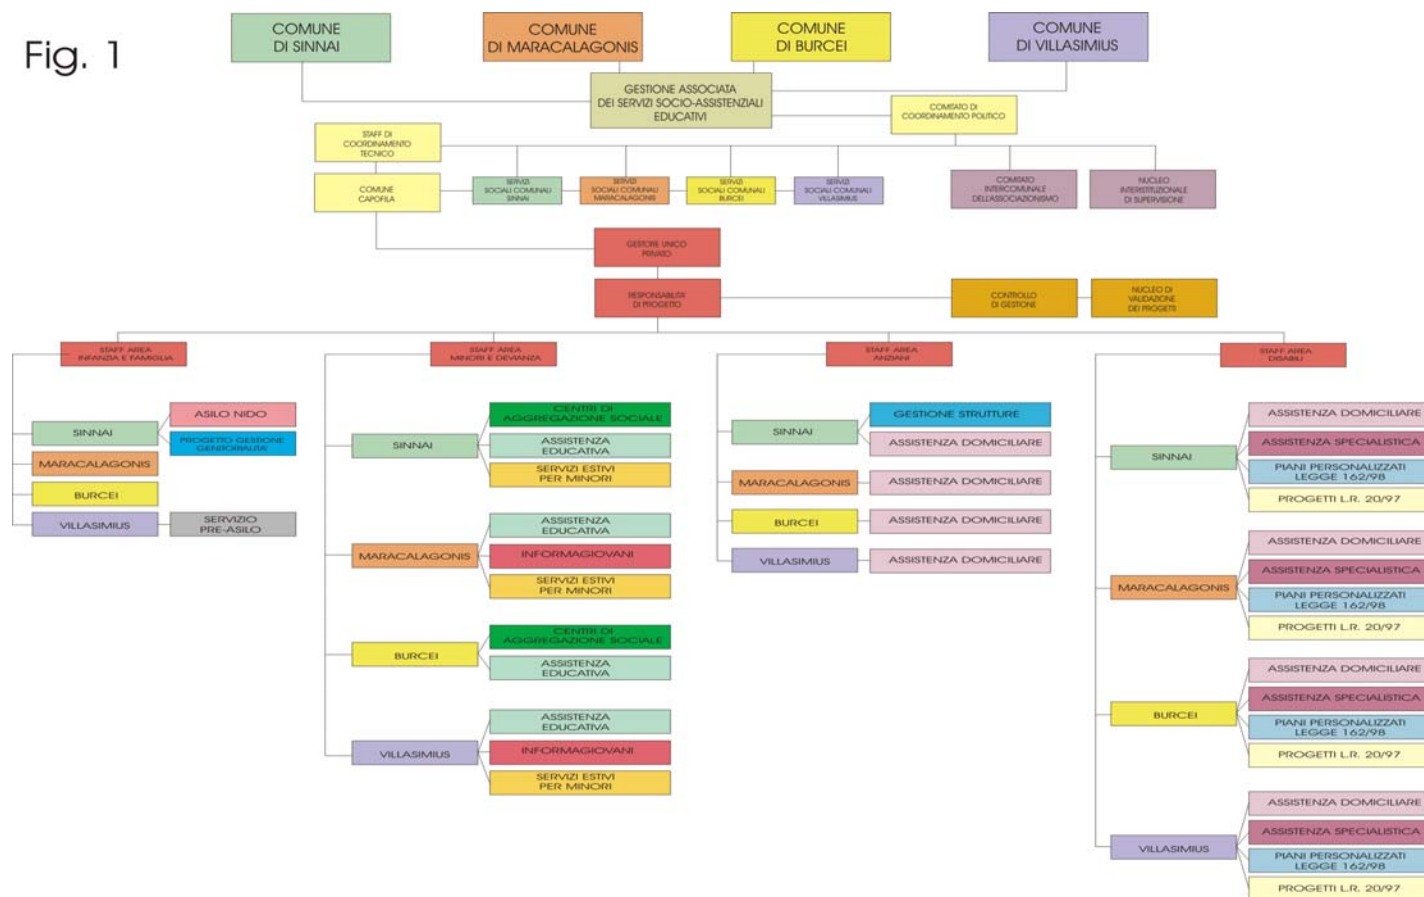 Fig. 1
COMUNE
DI SINNAI
COMUNE
DI MARACALAGONIS
COMUNE
DI BURCEI
COMUNE
DI VILLASIMIUS
GESTIONE ASSOCIATA
DEI SERVIZI SOCIO-ASSISTENZIALI
EDUCATIVI
COMITATO DI
COORDINAMENTO POLITICO
STAFF DI
COORDINAMENTO
TECNICO
COMUNE
CAPOFILA
SERVIZI
SOCIALI COMUNALI
SINNAI
SERVIZI
SOCIALI COMUNALI
MARACALAGONIS
SERVIZI
SOCIALI COMUNALI
BURCEI
SERVIZI
SOCIALI COMUNALI
VILLASIMIUS
COMITATO
INTERCOMUNALE
DELL'ASSOCIAZIONISMO
NUCLEO
INTERISTITUZIONALE
DI SUPERVISIONE
GESTORE UNICO
PRIVATO
RESPONSABILITÀ
DI PROGETTO
CONTROLLO
DI GESTIONE
NUCLEO DI
VALIDAZIONE
DEI PROGETTI
STAFF AREA
INFANZIA E FAMIGLIA
STAFF AREA
MINORI E DEVIANZA
STAFF AREA
ANZIANI
STAFF AREA
DISABILI
SINNAI
ASILO NIDO
PROGETTO GESTIONE
GENITORIALITÀ
MARACALAGONIS
BURCEI
VILLASIMIUS
SERVIZIO
PRE-ASILO
SINNAI
CENTRI DI
AGGREGAZIONE SOCIALE
ASSISTENZA
EDUCATIVA
SERVIZI ESTIVI
PER MINORI
MARACALAGONIS
ASSISTENZA
EDUCATIVA
INFORMAGIOVANI
SERVIZI ESTIVI
PER MINORI
BURCEI
CENTRI DI
AGGREGAZIONE SOCIALE
ASSISTENZA
EDUCATIVA
VILLASIMIUS
ASSISTENZA
EDUCATIVA
INFORMAGIOVANI
SERVIZI ESTIVI
PER MINORI
SINNAI
GESTIONE STRUTTURE
ASSISTENZA DOMICILIARE
MARACALAGONIS
ASSISTENZA DOMICILIARE
BURCEI
ASSISTENZA DOMICILIARE
VILLASIMIUS
ASSISTENZA DOMICILIARE
SINNAI
ASSISTENZA DOMICILIARE
ASSISTENZA SPECIALISTICA
PIANI PERSONALIZZATI
LEGGE 162/98
PROGETTI L.R. 20/97
MARACALAGONIS
ASSISTENZA DOMICILIARE
ASSISTENZA SPECIALISTICA
PIANI PERSONALIZZATI
LEGGE 162/98
PROGETTI L.R. 20/97
BURCEI
ASSISTENZA DOMICILIARE
ASSISTENZA SPECIALISTICA
PIANI PERSONALIZZATI
LEGGE 162/98
PROGETTI L.R. 20/97
VILLASIMIUS
ASSISTENZA DOMICILIARE
ASSISTENZA SPECIALISTICA
PIANI PERSONALIZZATI
LEGGE 162/98
PROGETTI L.R. 20/97